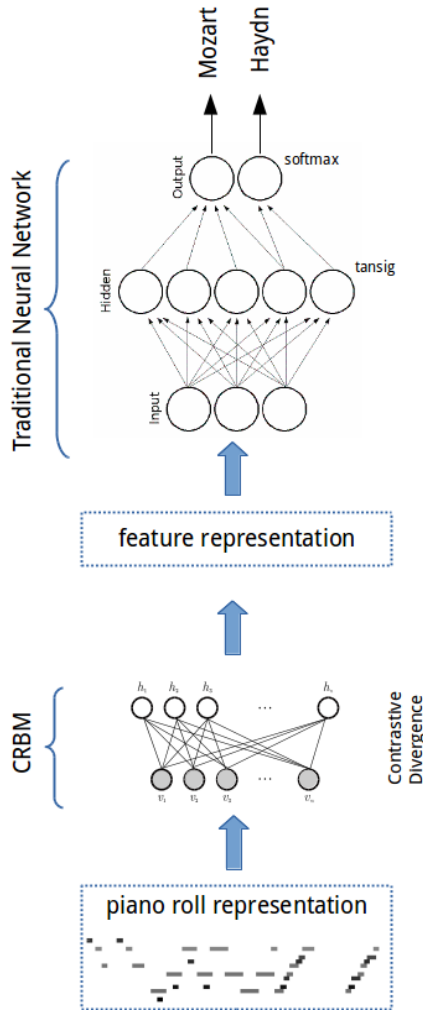 Mozart
Haydn
Traditional Neural Network
Output
softmax
Hidden
tansig
Input
feature representation
CRBM
h₁ h₂ h₃ ... hₙ
v₁ v₂ v₃ ... vₙ
Contrastive
Divergence
piano roll representation